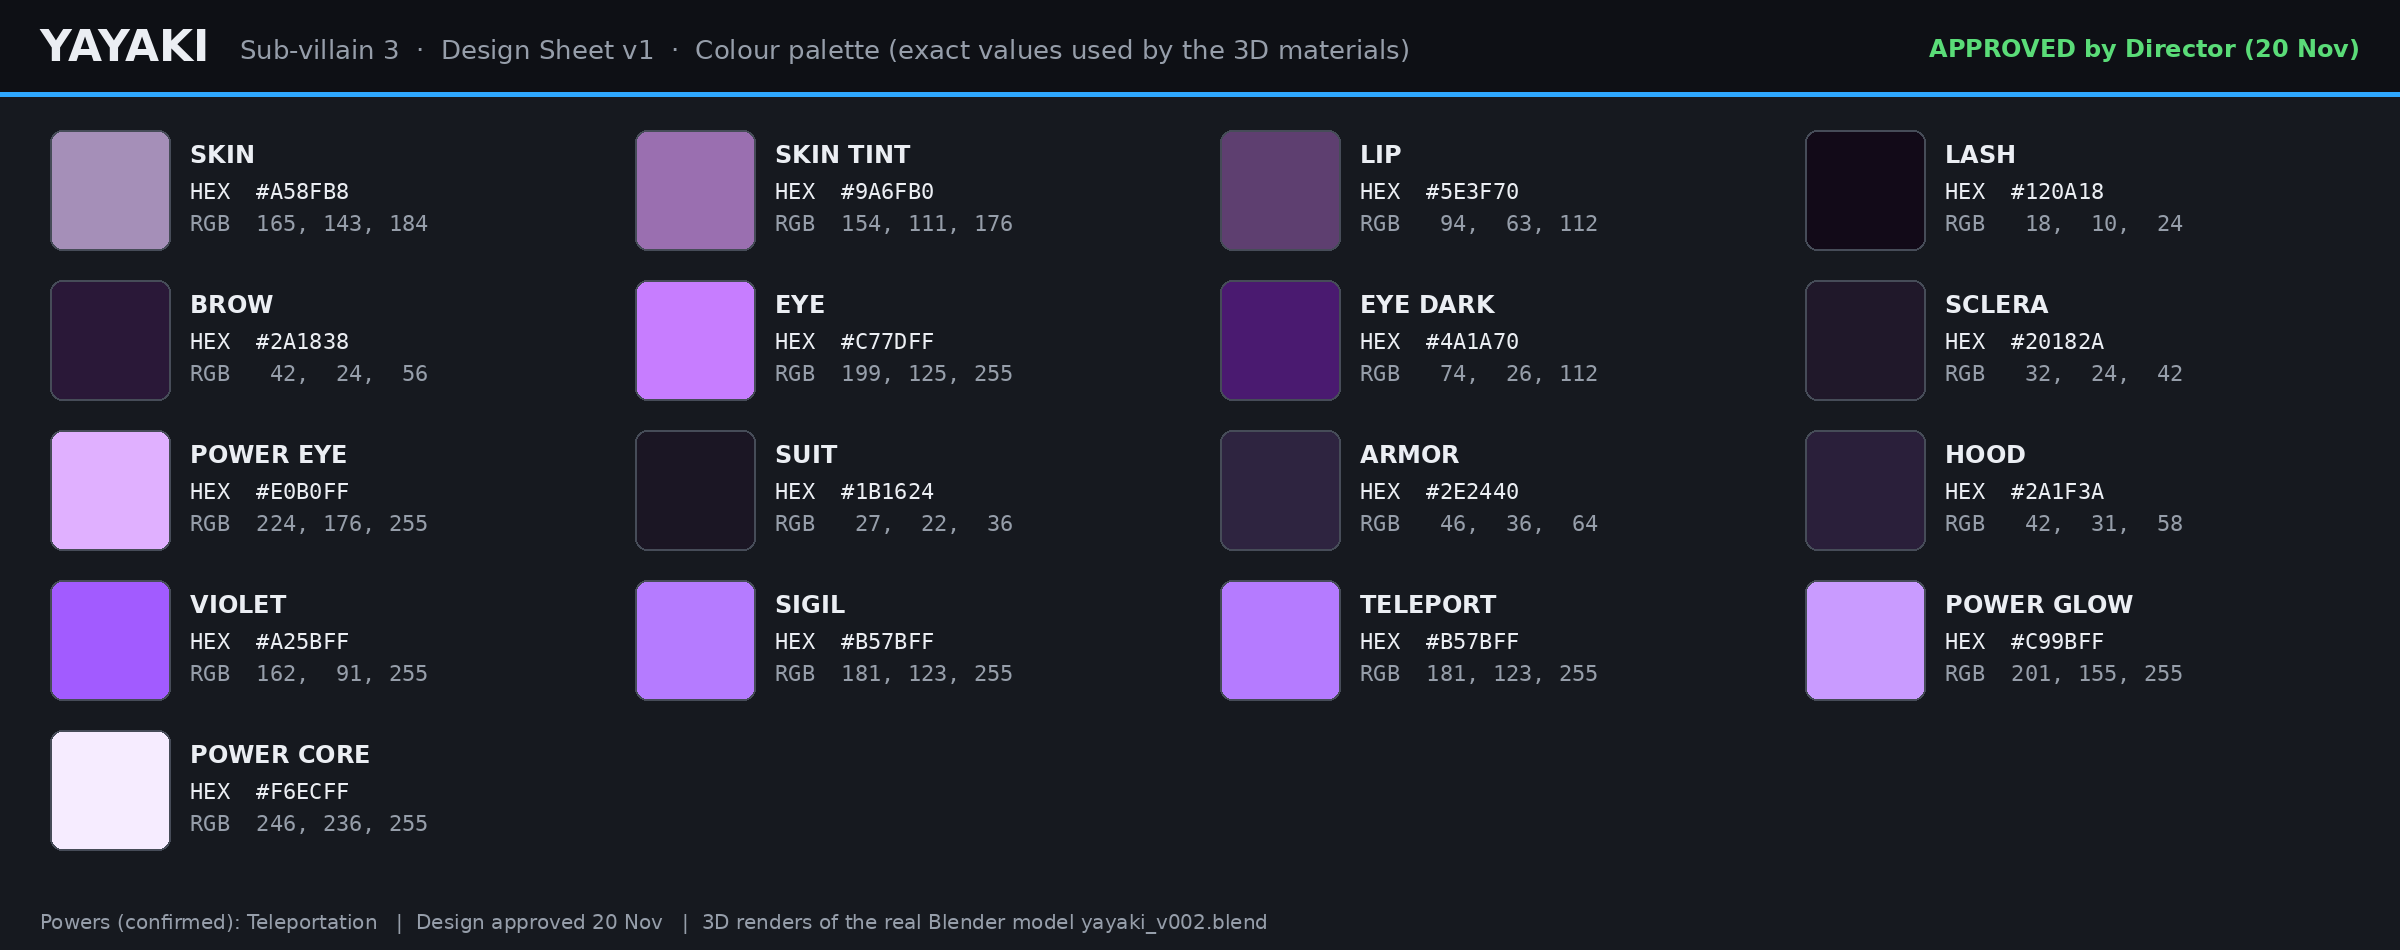 YAYAKI Sub-villain 3 · Design Sheet v1 · Colour palette (exact values used by the 3D materials) APPROVED by Director (20 Nov)
SKIN
HEX #A58FB8
RGB 165, 143, 184
SKIN TINT
HEX #9A6FB0
RGB 154, 111, 176
LIP
HEX #5E3F70
RGB 94, 63, 112
LASH
HEX #120A18
RGB 18, 10, 24
BROW
HEX #2A1838
RGB 42, 24, 56
EYE
HEX #C77DFF
RGB 199, 125, 255
EYE DARK
HEX #4A1A70
RGB 74, 26, 112
SCLERA
HEX #20182A
RGB 32, 24, 42
POWER EYE
HEX #E0B0FF
RGB 224, 176, 255
SUIT
HEX #1B1624
RGB 27, 22, 36
ARMOR
HEX #2E2440
RGB 46, 36, 64
HOOD
HEX #2A1F3A
RGB 42, 31, 58
VIOLET
HEX #A25BFF
RGB 162, 91, 255
SIGIL
HEX #B57BFF
RGB 181, 123, 255
TELEPORT
HEX #B57BFF
RGB 181, 123, 255
POWER GLOW
HEX #C99BFF
RGB 201, 155, 255
POWER CORE
HEX #F6ECFF
RGB 246, 236, 255
Powers (confirmed): Teleportation | Design approved 20 Nov | 3D renders of the real Blender model yayaki_v002.blend